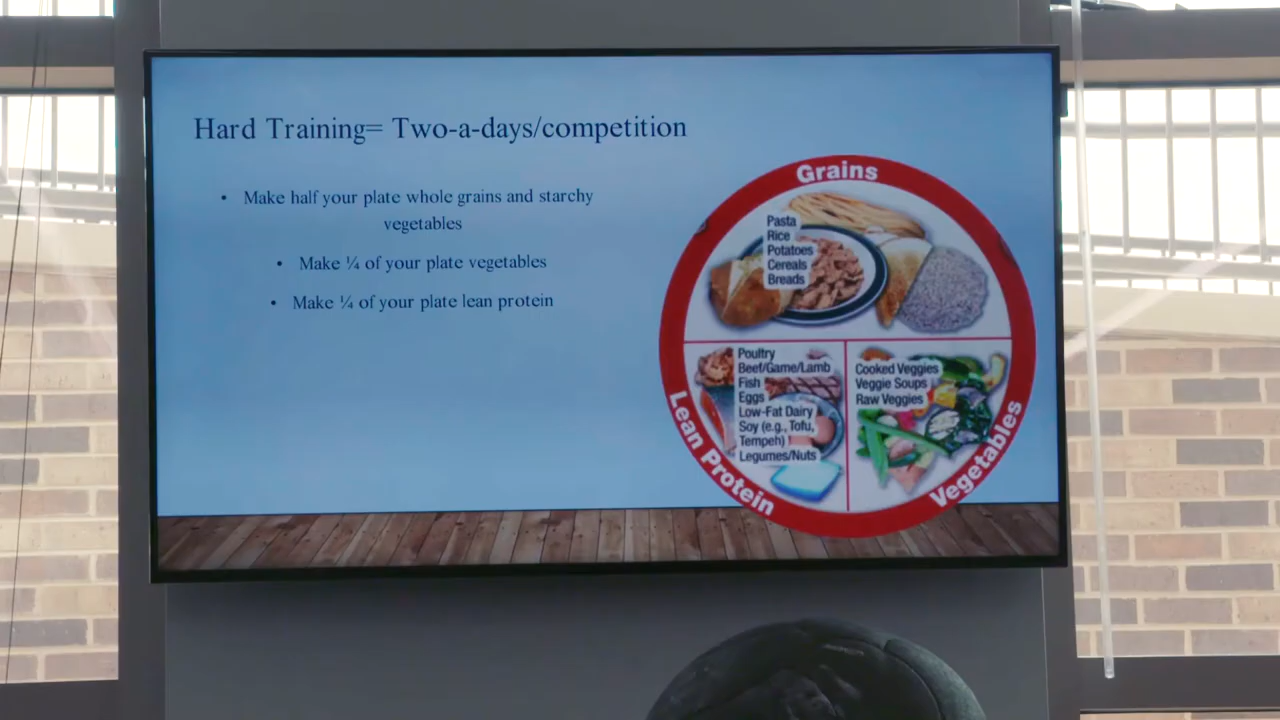 Hard Training= Two-a-days/competition
• Make half your plate whole grains and starchy
vegetables
• Make ¼ of your plate vegetables
• Make ¼ of your plate lean protein
Grains
Pasta
Rice
Potatoes
Cereals
Breads
Poultry
Beef/Game/Lamb
Fish
Eggs
Low-Fat Dairy
Soy (e.g., Tofu,
Tempeh)
Legumes/Nuts
Lean Protein
Cooked Veggies
Veggie Soups
Raw Veggies
Vegetables